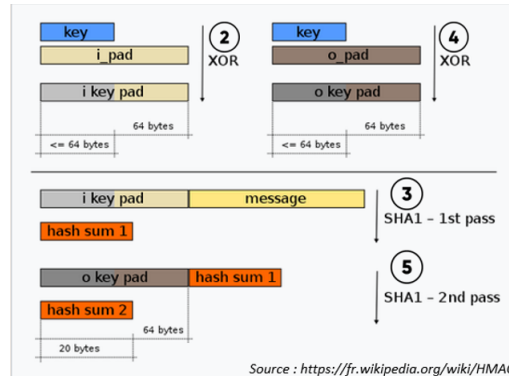 key
i_pad
i key pad
64 bytes
<= 64 bytes
②
XOR
key
o_pad
o key pad
64 bytes
<= 64 bytes
④
XOR
i key pad message
hash sum 1
③
SHA1 - 1st pass
o key pad hash sum 1
hash sum 2
64 bytes
20 bytes
⑤
SHA1 - 2nd pass
Source : https://fr.wikipedia.org/wiki/HMA